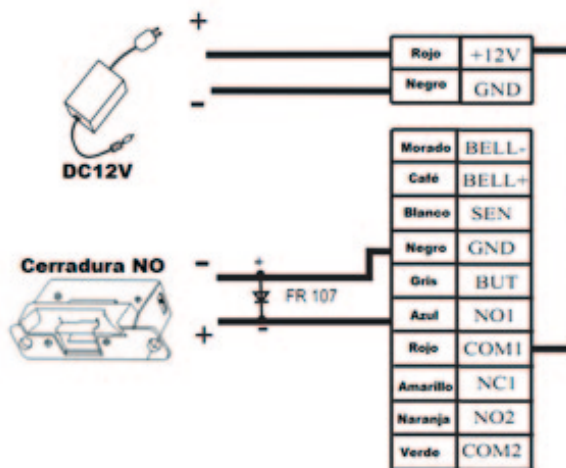 +
Rojo +12V
Negro GND
-
DC12V
Morado BELL-
Café BELL+
Blanco SEN
Negro GND
Cerradura NO
-
+
Gris BUT
FR 107
Azul NO1
-
+
Rojo COM1
Amarillo NC1
Naranja NO2
Verde COM2